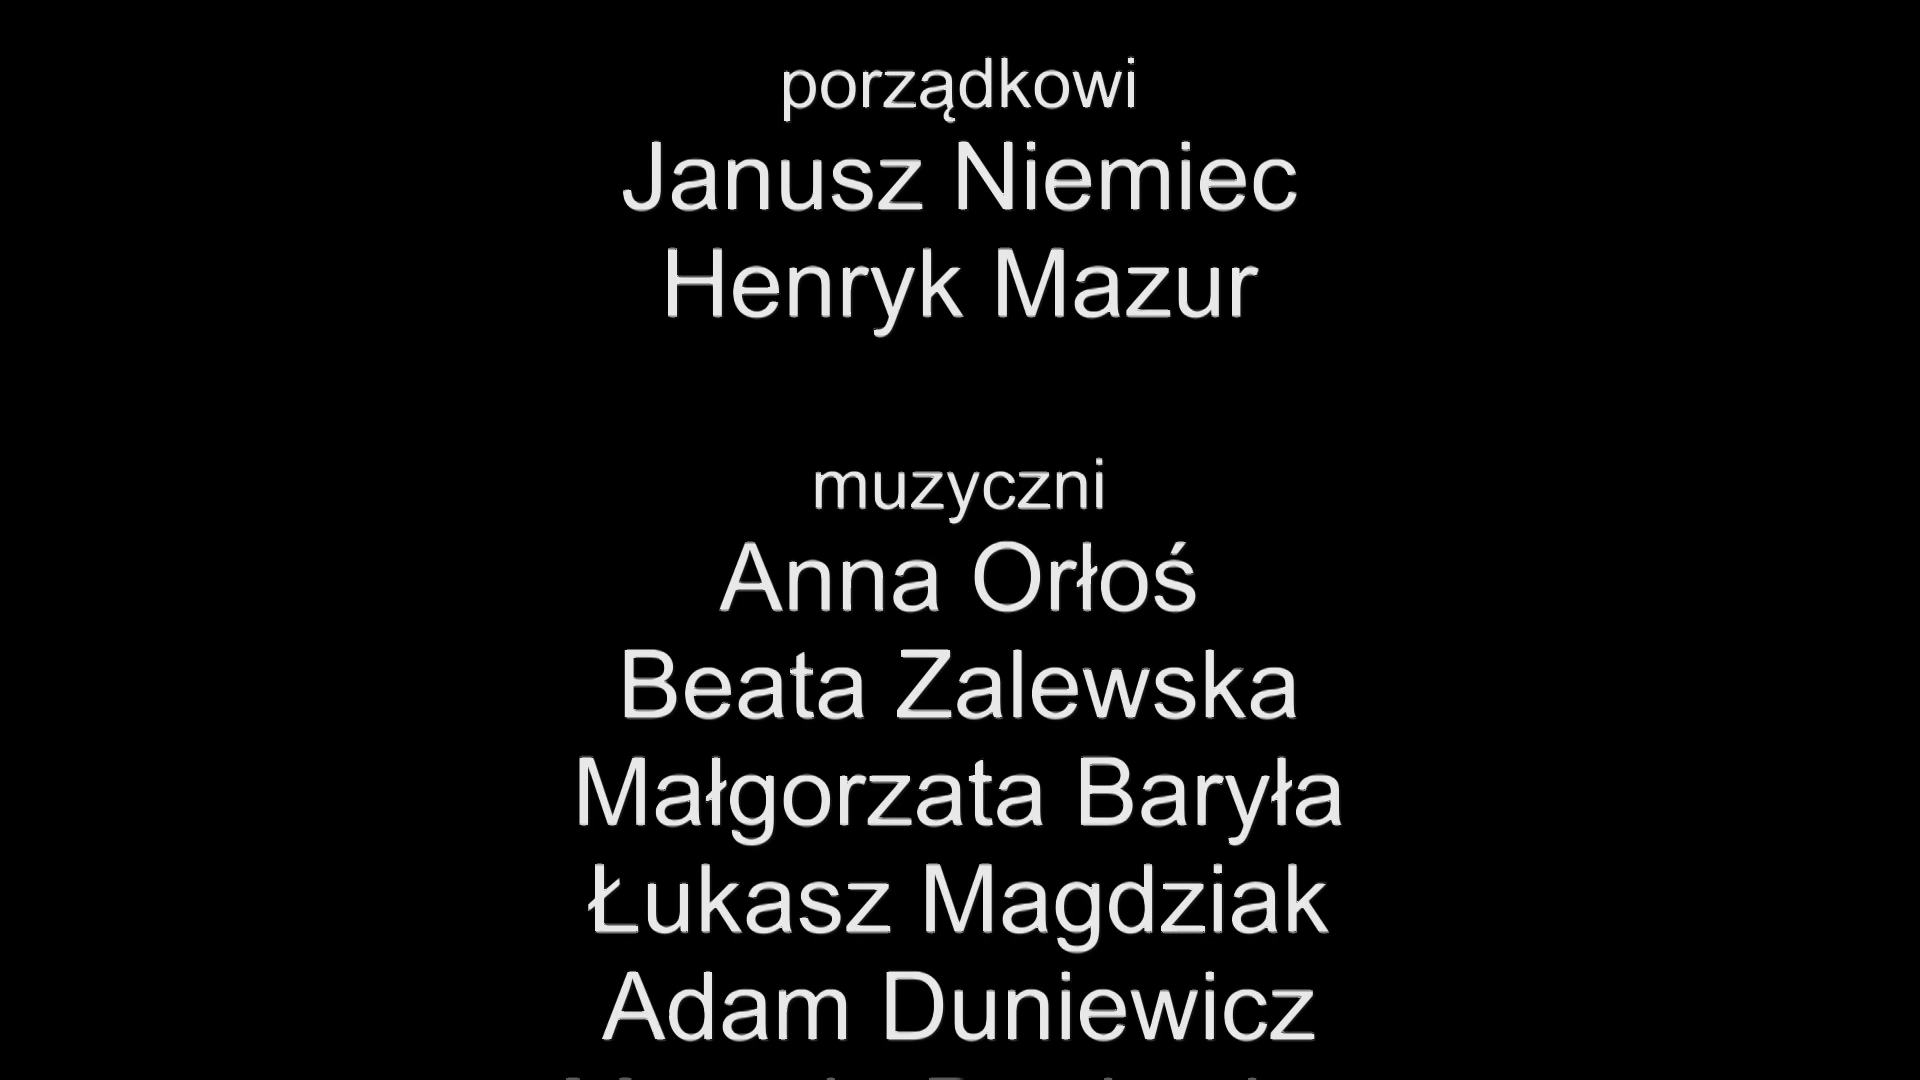 porządkowi
Janusz Niemiec
Henryk Mazur
muzyczni
Anna Orłoś
Beata Zalewska
Małgorzata Baryła
Łukasz Magdziak
Adam Duniewicz